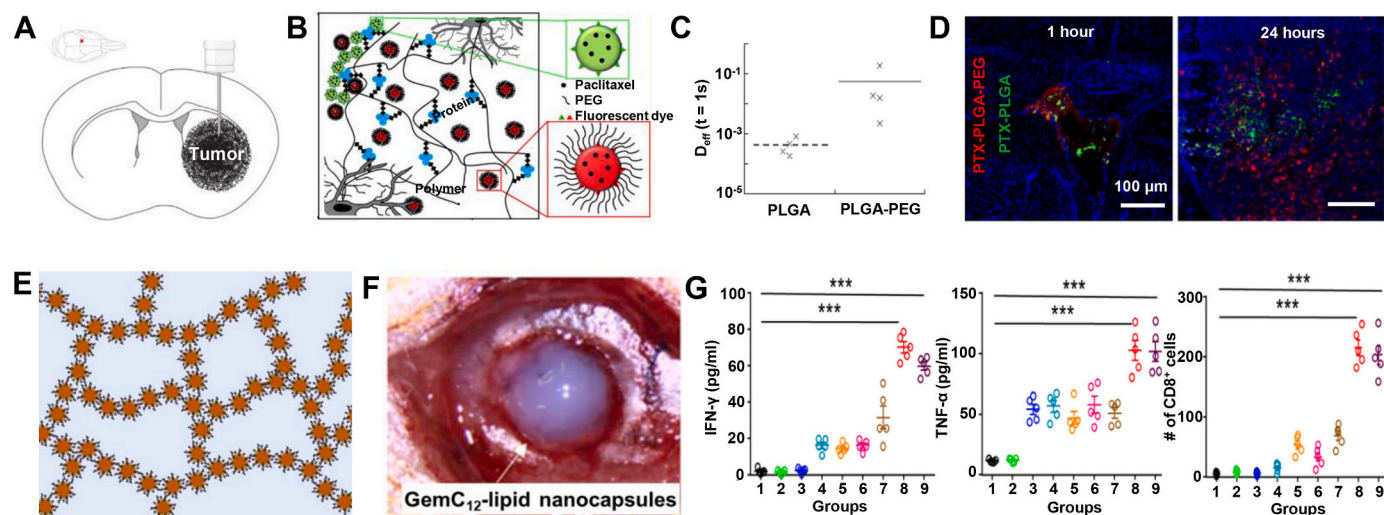 A
Tumor
B
Protein
Polymer
Paclitaxel
PEG
Fluorescent dye
C
Deff (t = 1s)
10-1
10-3
10-5
PLGA
PLGA-PEG
D
PTX-PLGA-PEG
PTX-PLGA
1 hour
24 hours
100 μm
E
F
GemC12-lipid nanocapsules
G
***
***
IFN-γ (pg/ml)
100
80
60
40
20
0
1 2 3 4 5 6 7 8 9
Groups
***
***
TNF-α (pg/ml)
150
100
50
0
1 2 3 4 5 6 7 8 9
Groups
***
***
# of CD8+ cells
300
200
100
0
1 2 3 4 5 6 7 8 9
Groups